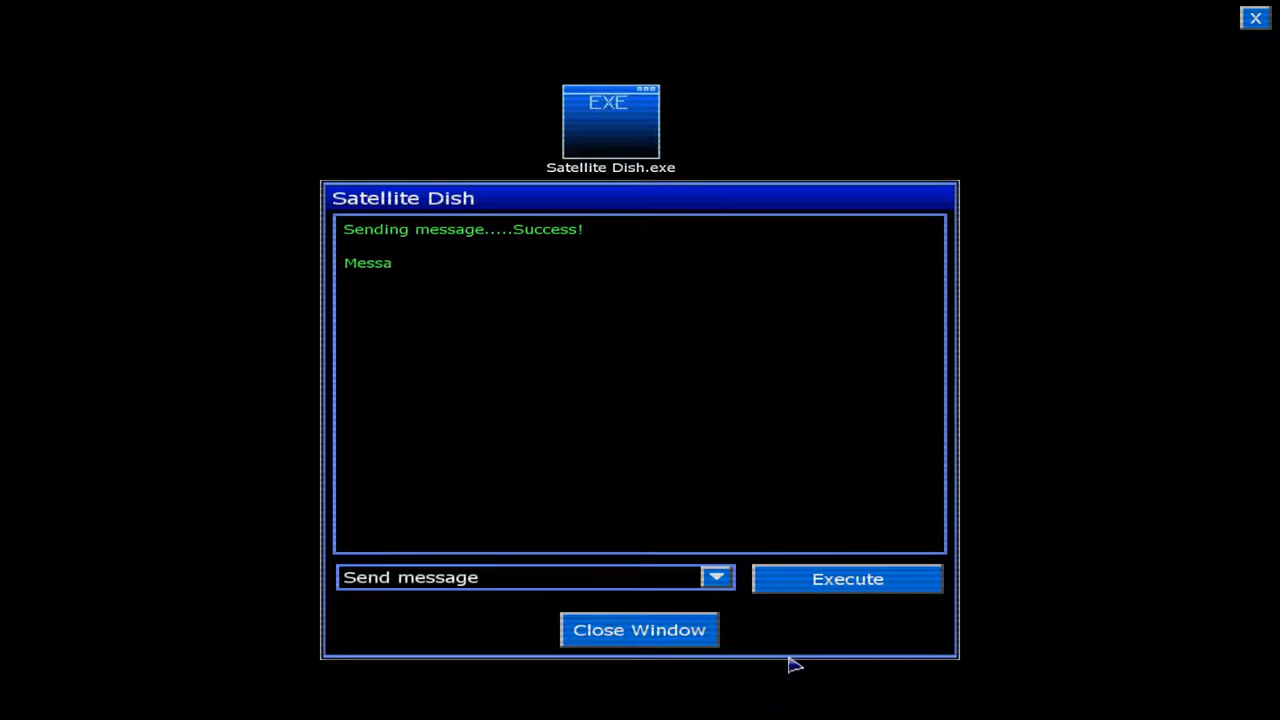 X
EXE
Satellite Dish.exe
Satellite Dish
Sending message.....Success!
Messa
Send message
Execute
Close Window